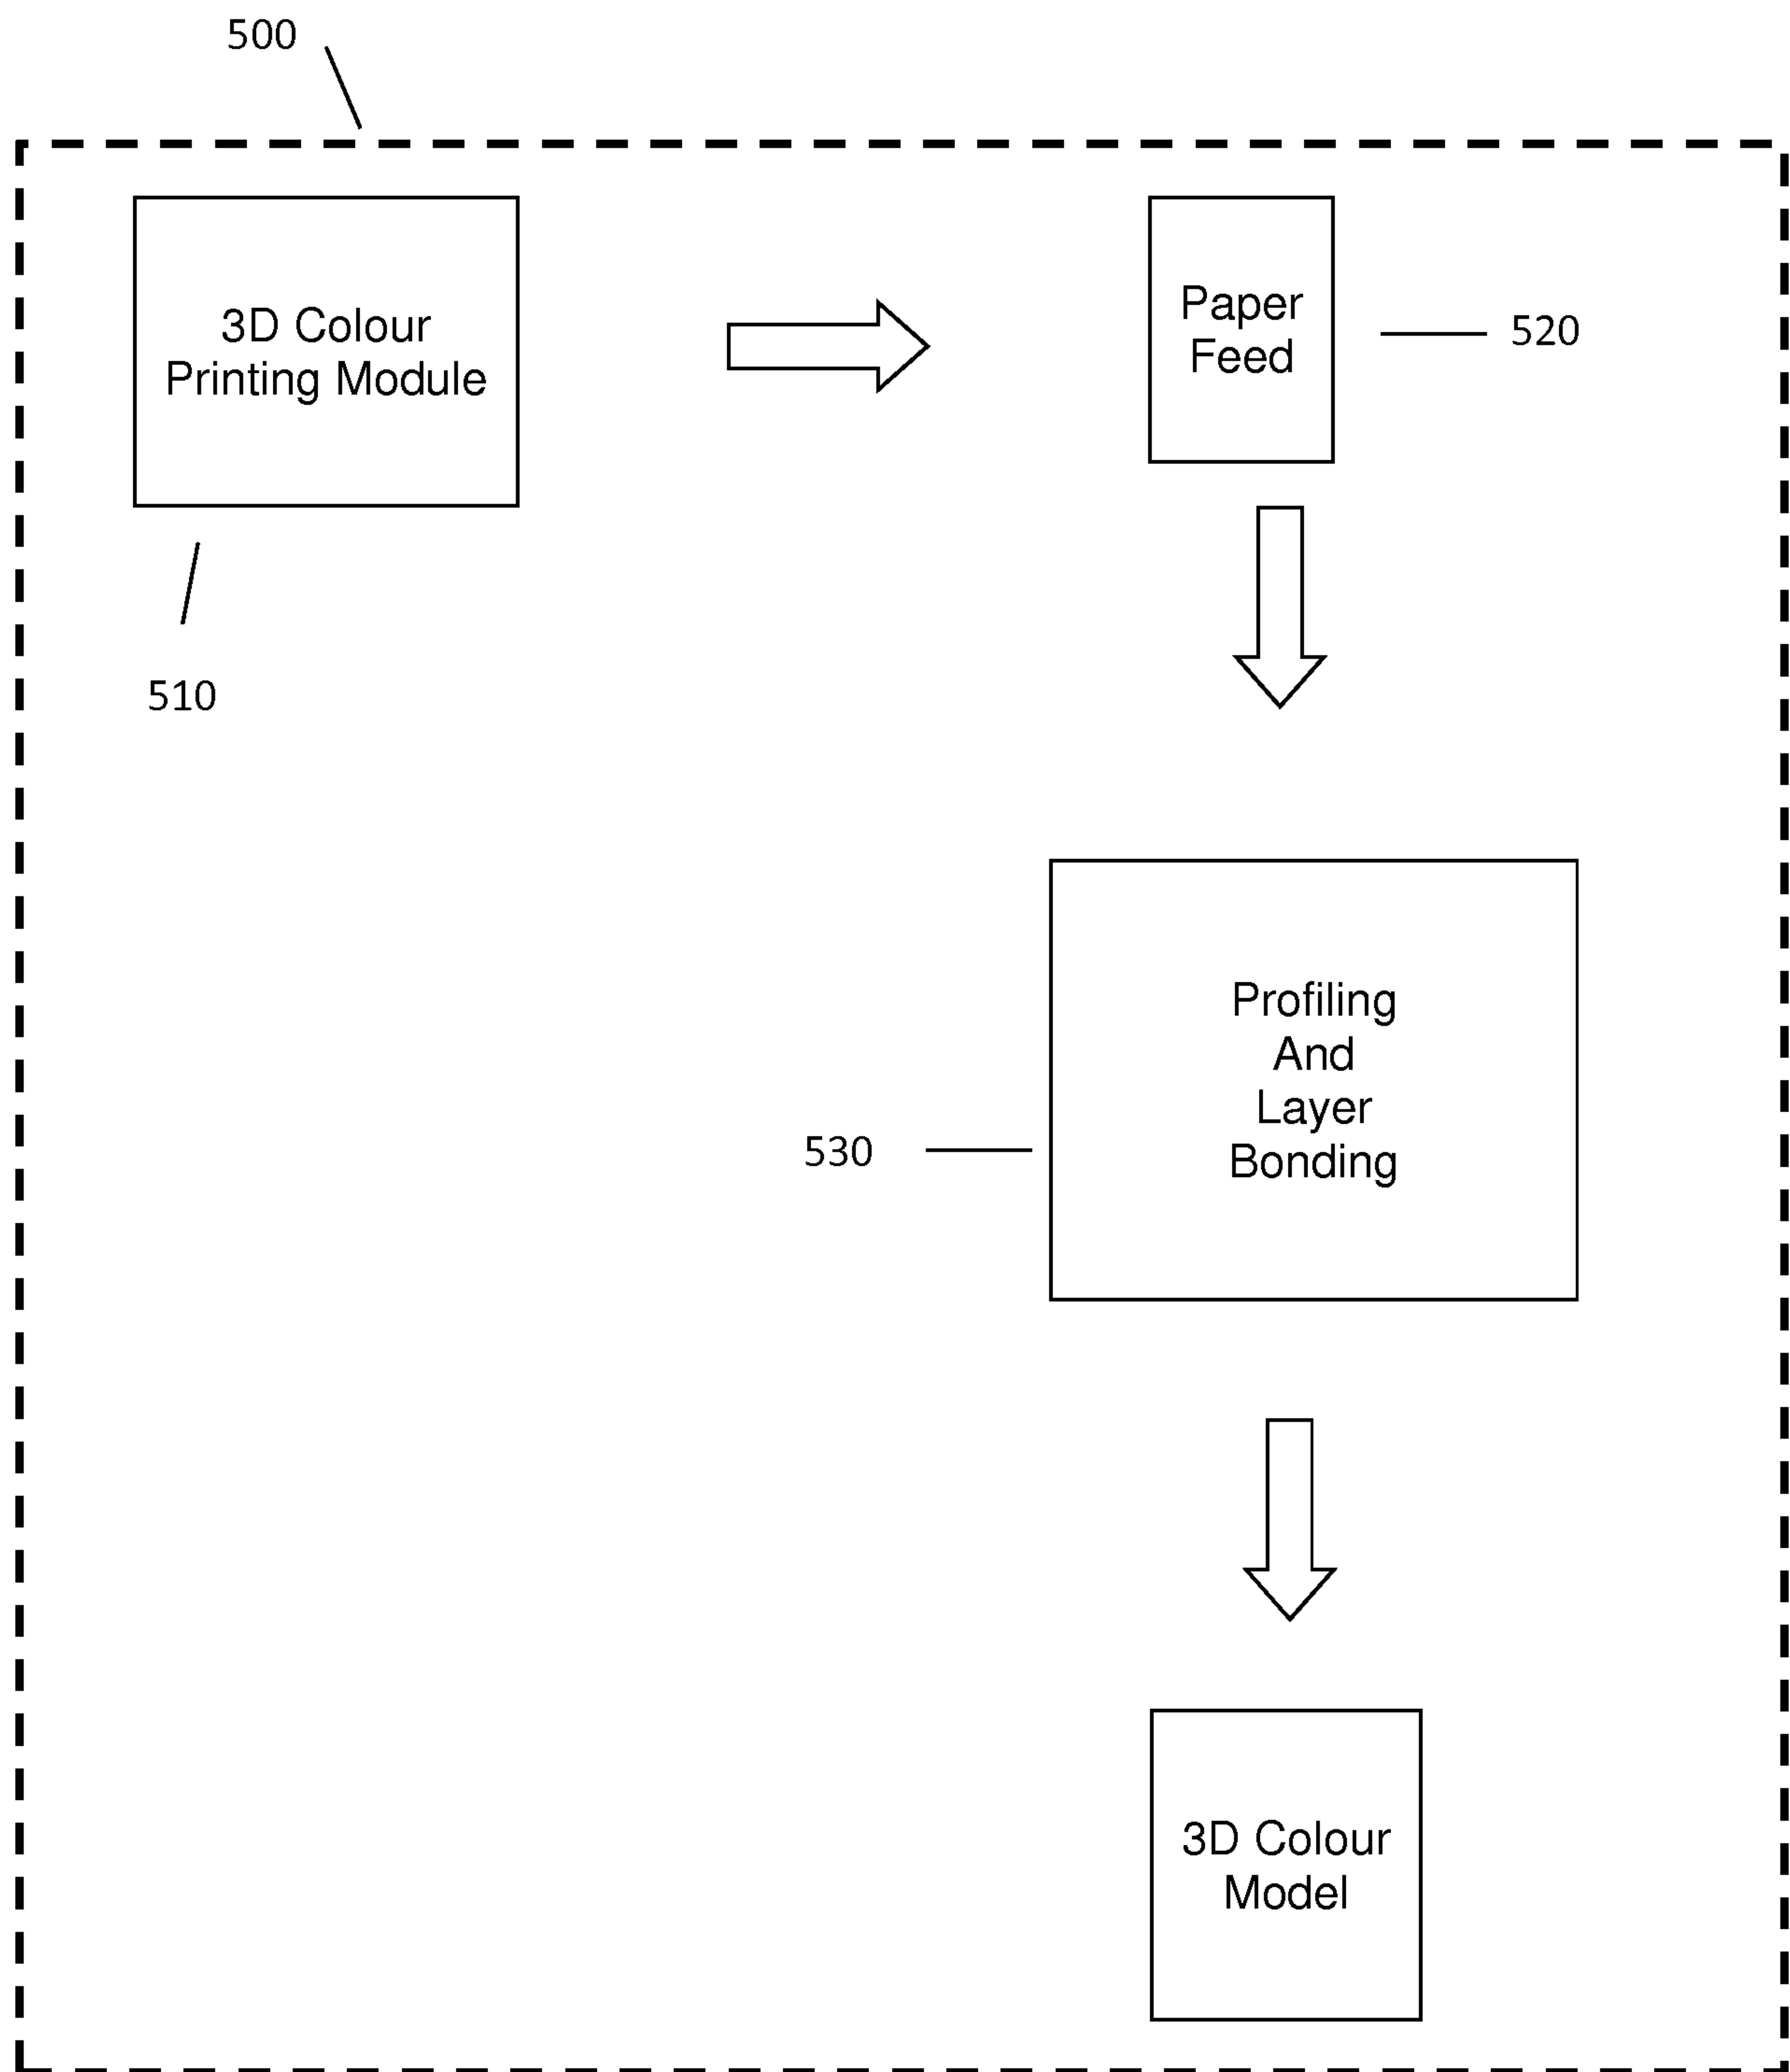 500
3D Colour
Printing Module
Paper
Feed
520
510
Profiling
And
Layer
Bonding
530
3D Colour
Model